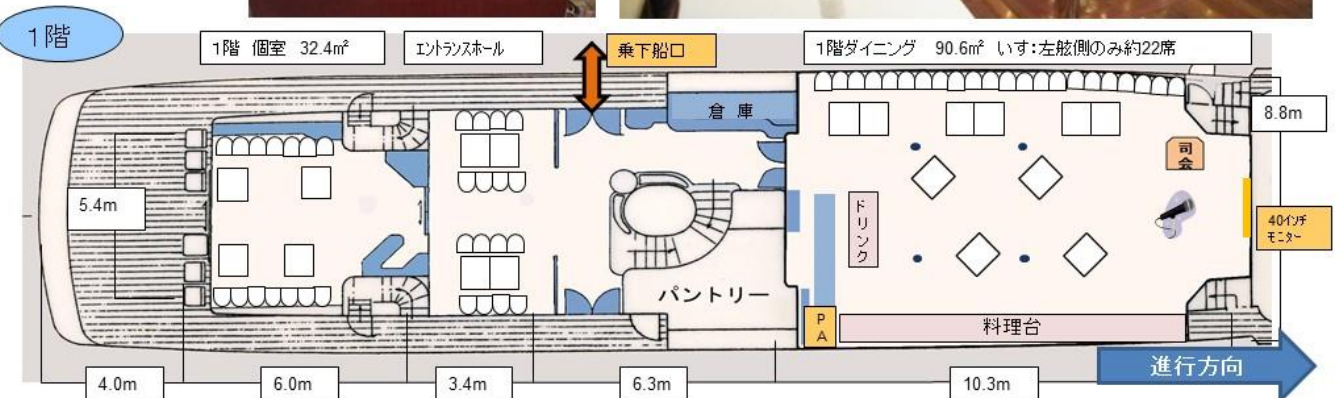 1階
1階 個室 32.4㎡
エントランスホール
乗下船口
1階ダイニング 90.6㎡ いす:左舷側のみ約22席
倉庫
8.8m
司会
5.4m
ドリンク
40インチ
モニター
パントリー
PA
料理台
進行方向
4.0m
6.0m
3.4m
6.3m
10.3m